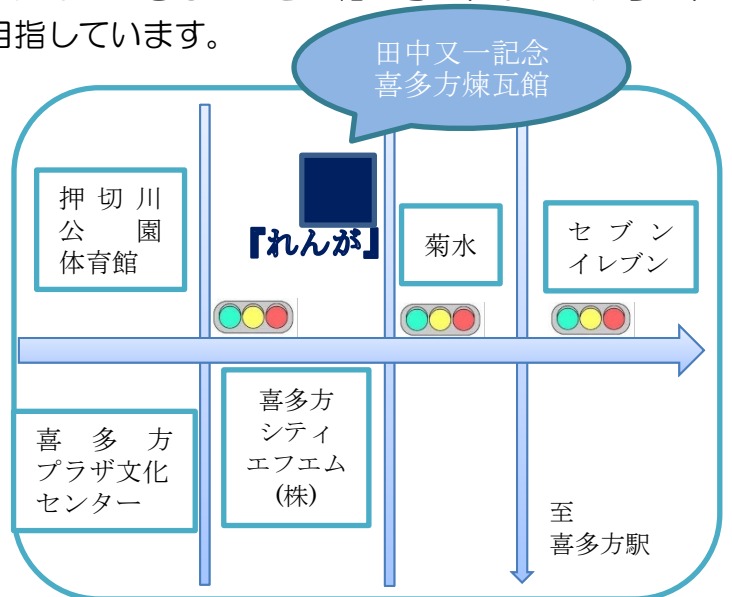 目指しています。
田中又一記念
喜多方煉瓦館
押切川
公園
体育館
『れんが』
菊水
セブン
イレブン
喜多方
プラザ文化
センター
喜多方
シティ
エフエム
(株)
至
喜多方駅